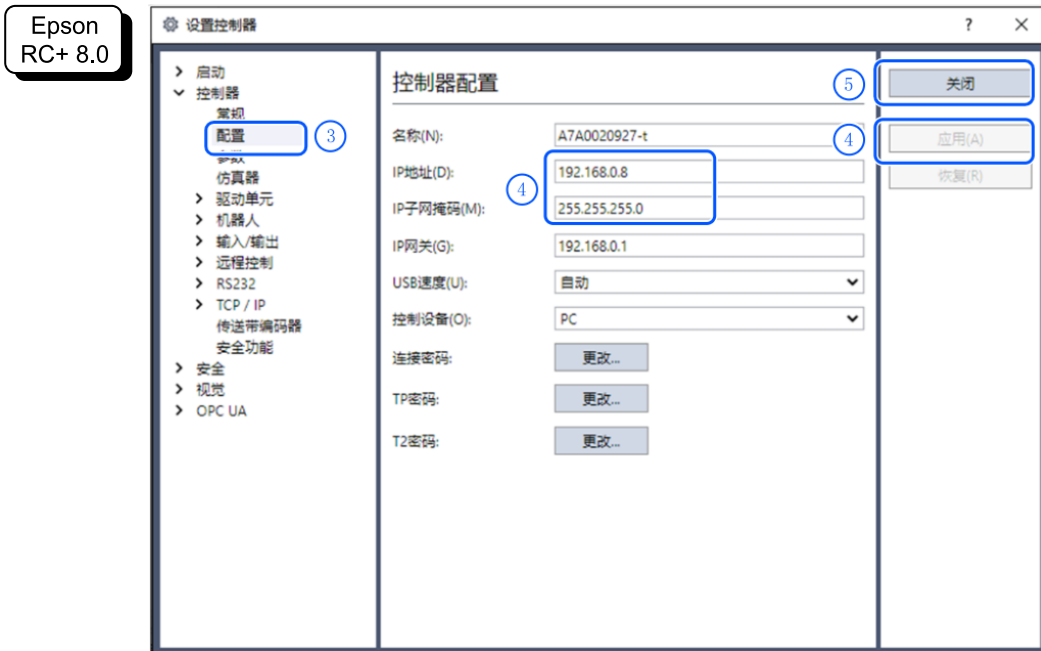 Epson
RC+ 8.0
设置控制器
?
启动
控制器
常规
配置
③
参数
仿真器
驱动单元
机器人
输入/输出
远程控制
RS232
TCP / IP
传送带编码器
安全功能
安全
视觉
OPC UA
控制器配置
名称(N):
A7A0020927-t
IP地址(D):
④
192.168.0.8
IP子网掩码(M):
255.255.255.0
IP网关(G):
192.168.0.1
USB速度(U):
自动
控制设备(O):
PC
连接密码:
更改...
TP密码:
更改...
T2密码:
更改...
⑤
关闭
④
应用(A)
恢复(R)